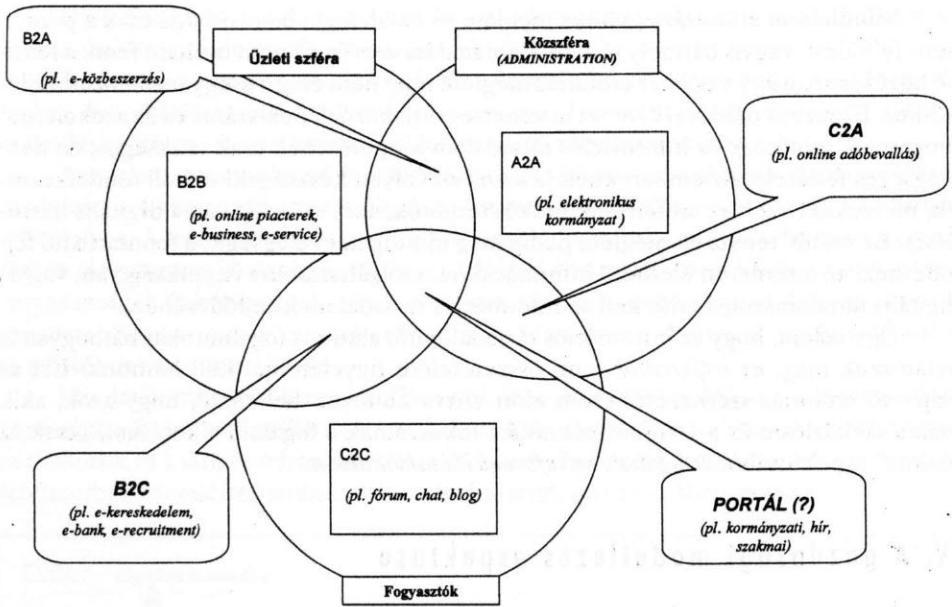 B2A
(pl. e-közbeszerzés)
Üzleti szféra
Közszféra
(ADMINISTRATION)
C2A
(pl. online adóbevallás)
B2B
(pl. online piacterek,
e-business, e-service)
A2A
(pl. elektronikus
kormányzat)
C2C
(pl. fórum, chat, blog)
B2C
(pl. e-kereskedelem,
e-bank, e-recruitment)
PORTÁL (?)
(pl. kormányzati, hír,
szakmai)
Fogyasztók